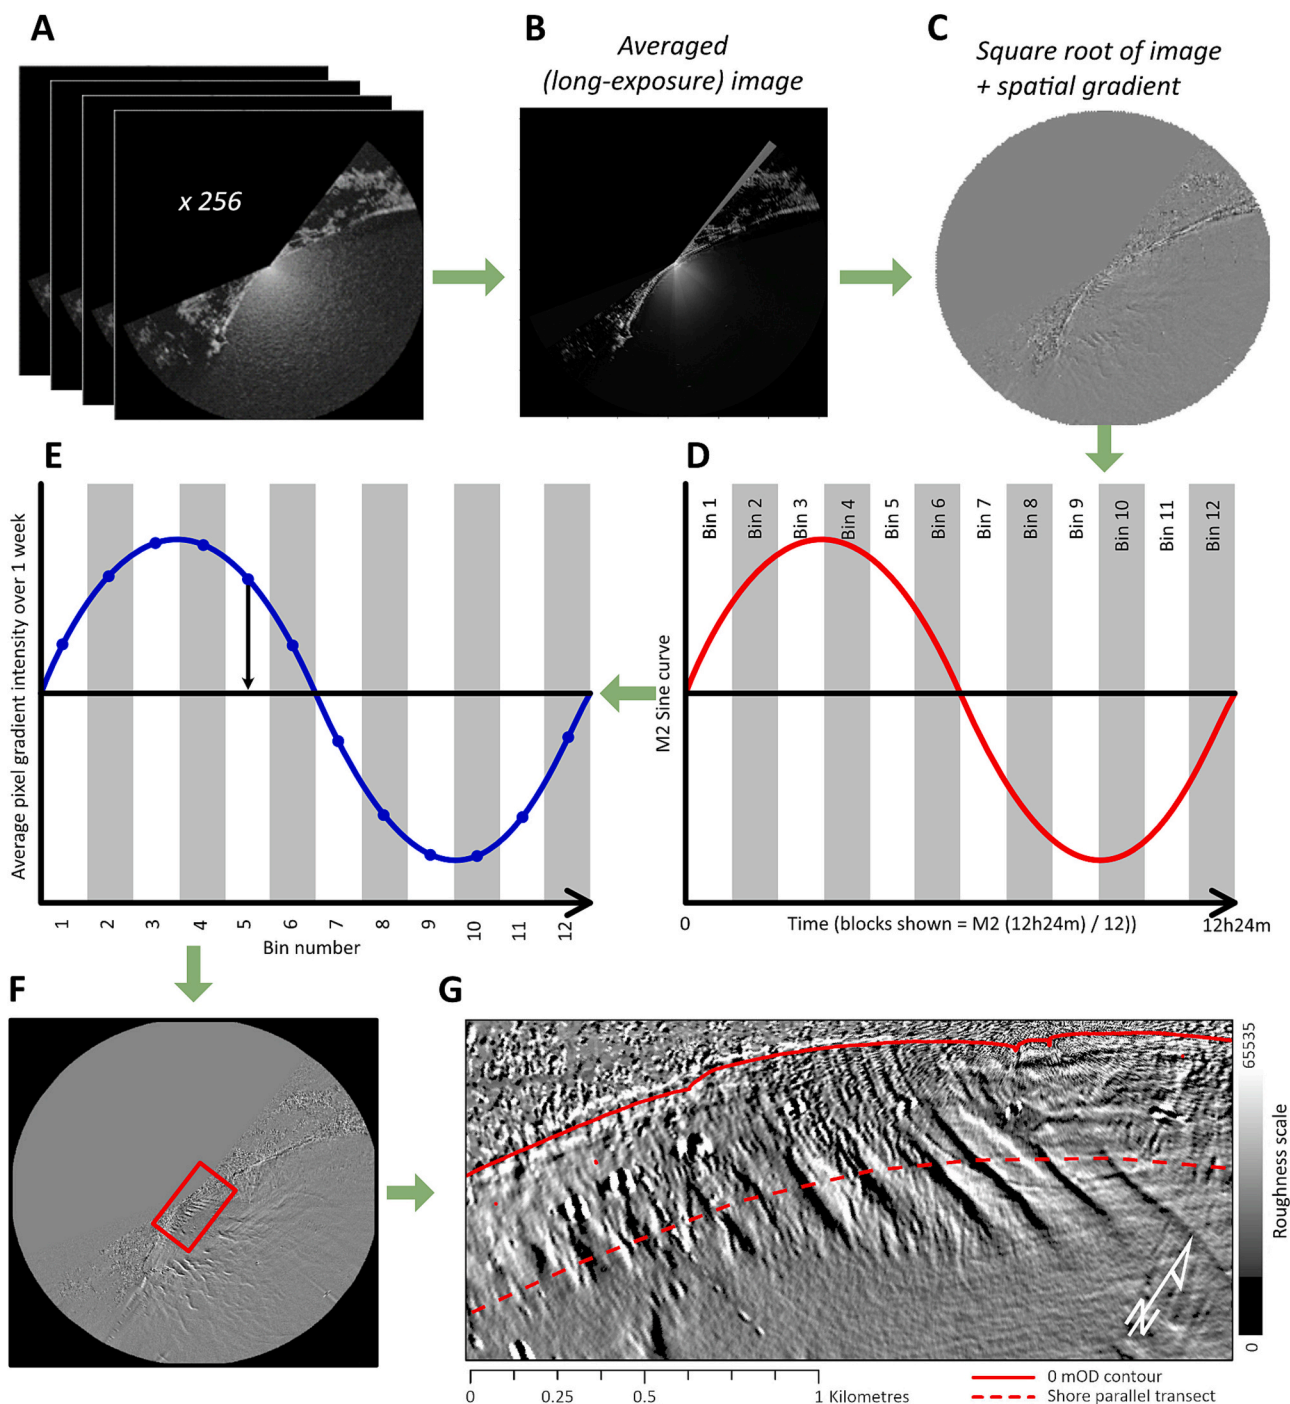 A
x 256
B
Averaged
(long-exposure) image
C
Square root of image
+ spatial gradient
E
Average pixel gradient intensity over 1 week
1
2
3
4
5
6
7
8
9
10
11
12
Bin number
D
M2 Sine curve
Bin 1
Bin 2
Bin 3
Bin 4
Bin 5
Bin 6
Bin 7
Bin 8
Bin 9
Bin 10
Bin 11
Bin 12
0
Time (blocks shown = M2 (12h24m) / 12))
12h24m
F
G
N
65535
Roughness scale
0
0
0.25
0.5
1 Kilometres
0 mOD contour
Shore parallel transect